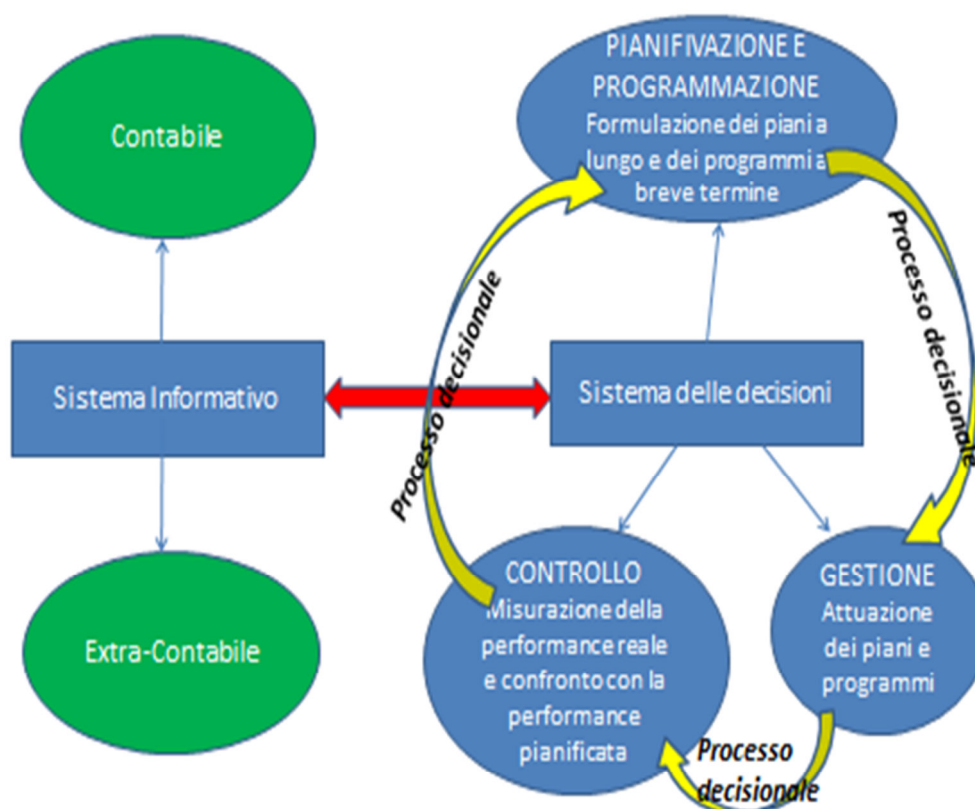 Contabile
Sistema Informativo
Extra-Contabile
PIANIFIVAZIONE E
PROGRAMMAZIONE
Formulazione dei piani a
lungo e dei programmi a
breve termine
Processo decisionale
Processo decisionale
Sistema delle decisioni
CONTROLLO
Misurazione della
performance reale
e confronto con la
performance
pianificata
GESTIONE
Attuazione
dei piani e
programmi
Processo
decisionale